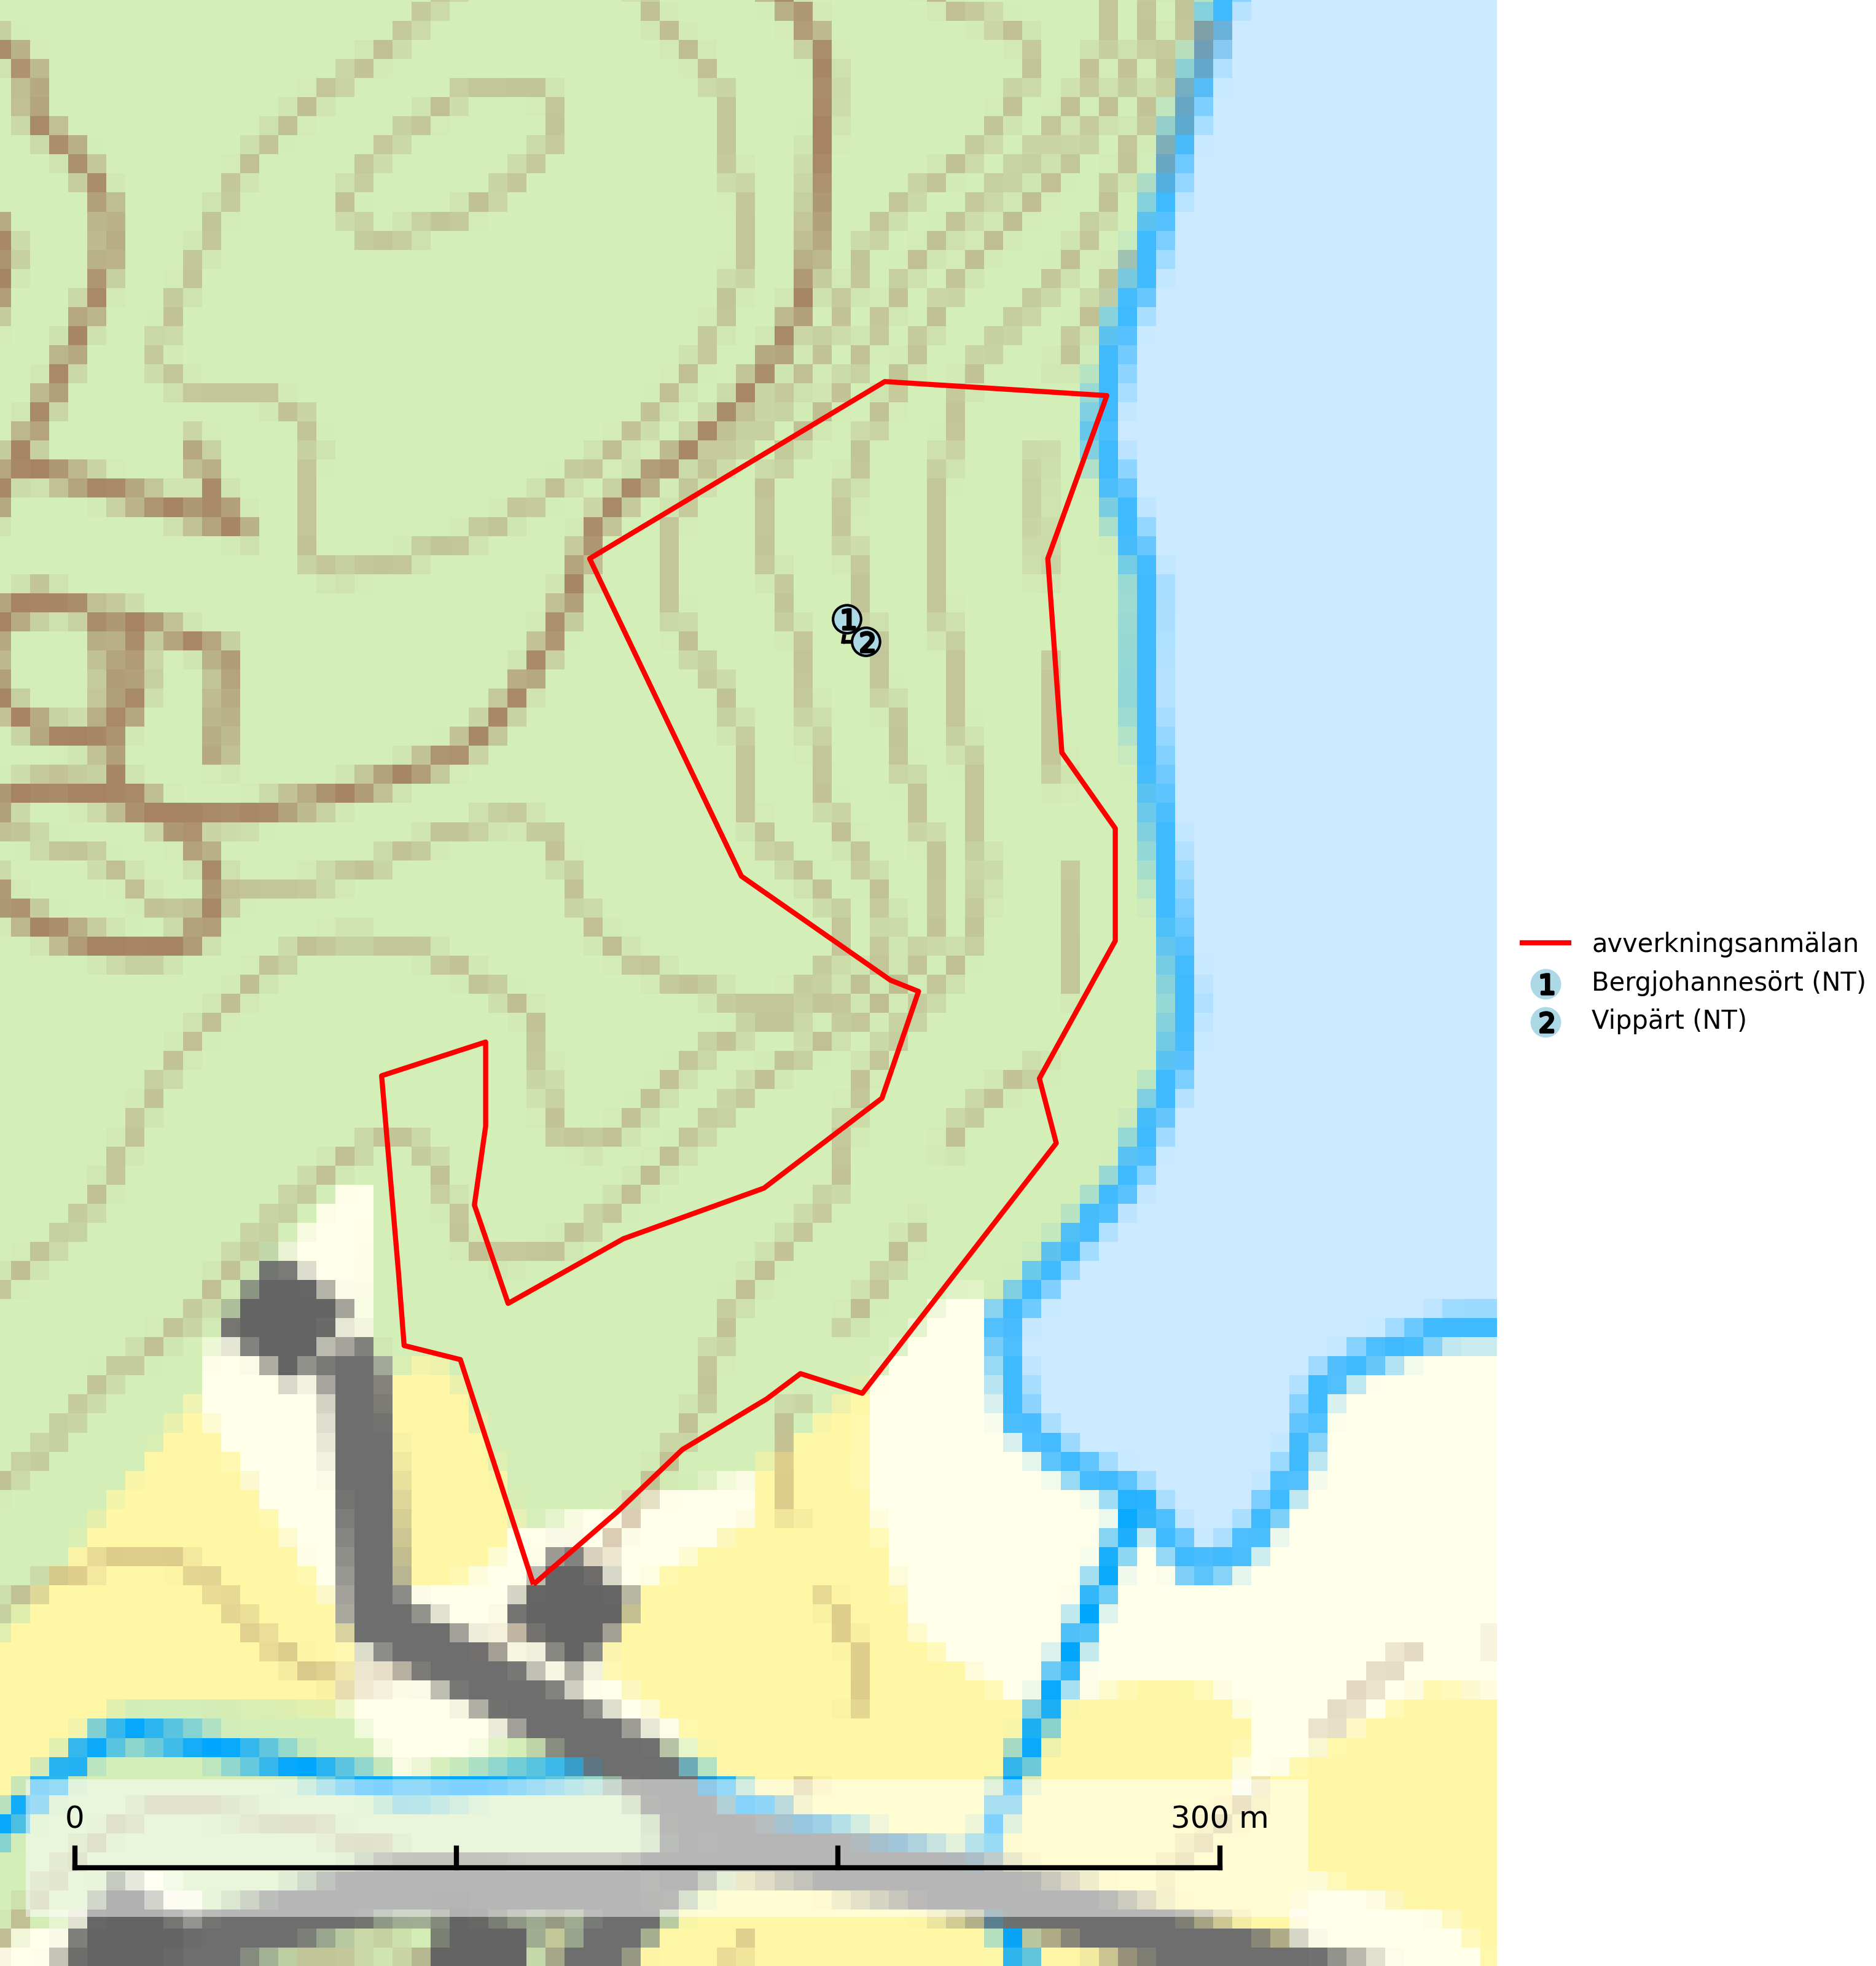 1
2
avverkningsanmälan
1 Bergjohannesört (NT)
2 Vippärt (NT)
0 300 m